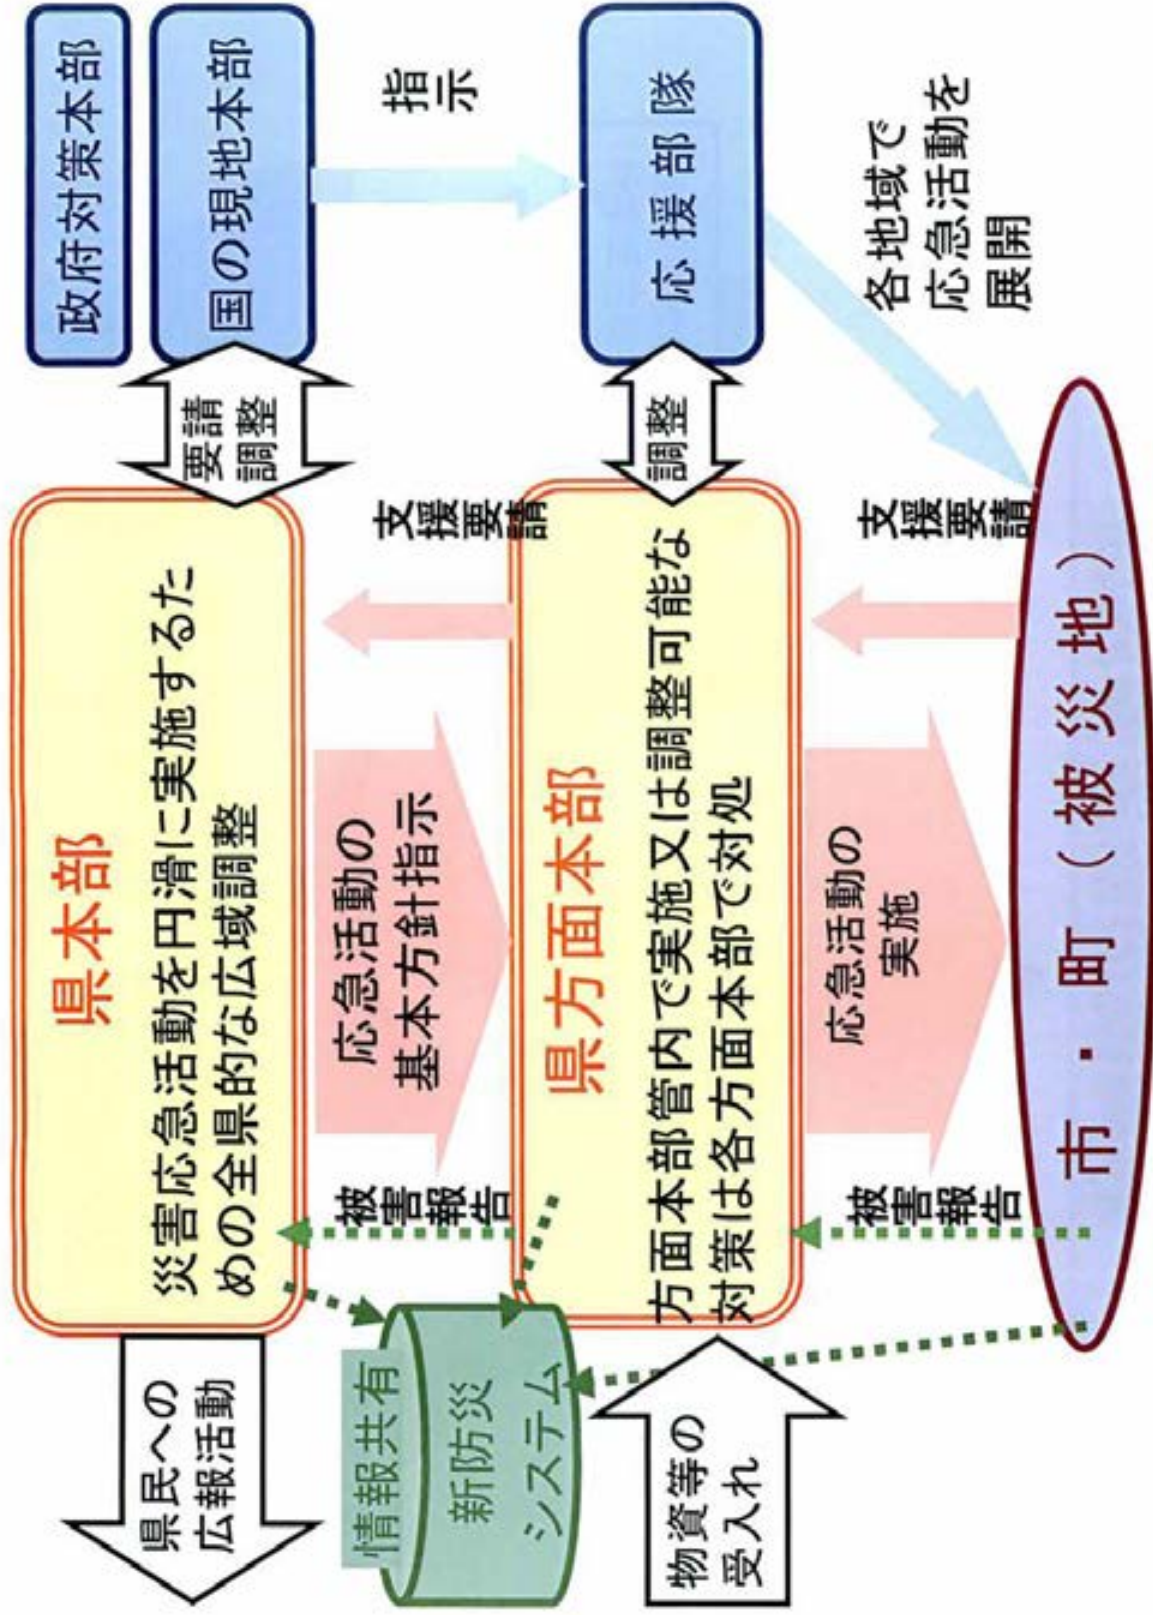 政府対策本部
国の現地本部
指示
応援部隊
各地域で
応急活動を
展開
要請
調整
調整
県本部
災害応急活動を円滑に実施するた
めの全県的な広域調整
支援要請
応急活動の
基本方針指示
被害報告
県方面本部
方面本部管内で実施又は調整可能な
対策は各方面本部で対処
支援要請
応急活動の
実施
被害報告
市・町(被災地)
県民への
広報活動
情報共有
新防災
システム
物資等の
受入れ